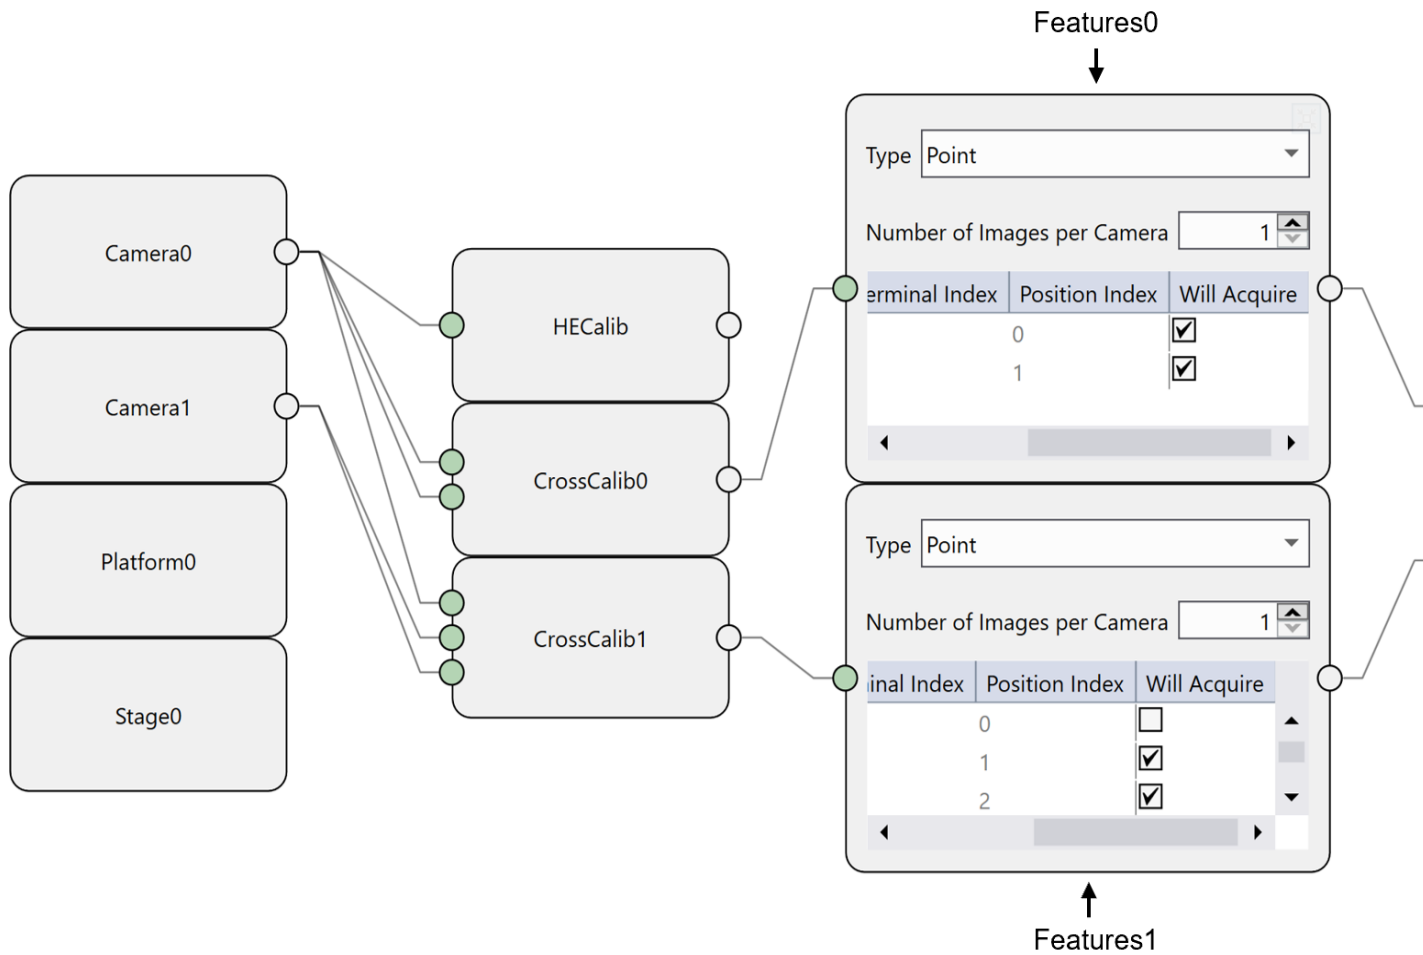 Features0
Type Point
Number of Images per Camera 1
erminal Index Position Index Will Acquire
0
1
Camera0
Camera1
Platform0
Stage0
HECalib
CrossCalib0
CrossCalib1
Type Point
Number of Images per Camera 1
inal Index Position Index Will Acquire
0
1
2
Features1